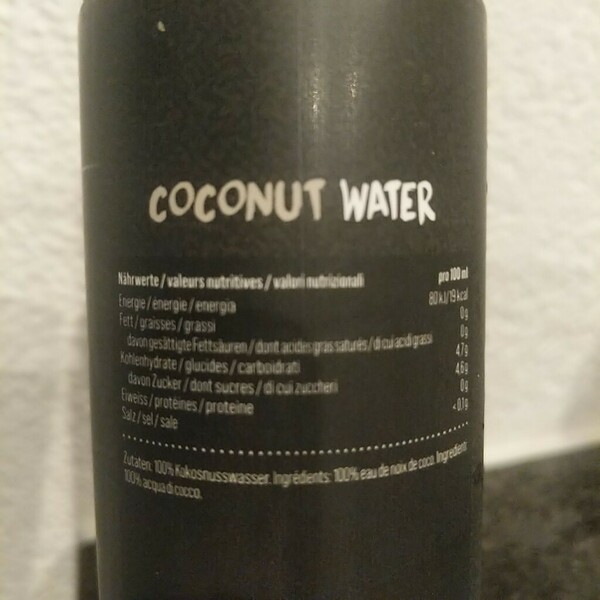 COCONUT WATER
Nährwerte / valeurs nutritives / valori nutrizionali pro 100 ml
Energie / énergie / energia 80 kJ/19 kcal
Fett / graisses / grassi 0g
davon gesättigte Fettsäuren / dont acides gras saturés / di cui acidi grassi 0g
Kohlenhydrate / glucides / carboidrati 4.7g
davon Zucker / dont sucres / di cui zuccheri 4.6g
Eiweiss / protéines / proteine 0g
Salz / sel / sale < 0.1g
Zutaten: 100% Kokosnusswasser. Ingrédients: 100% eau de noix de coco. Ingredienti:
100% acqua di cocco.